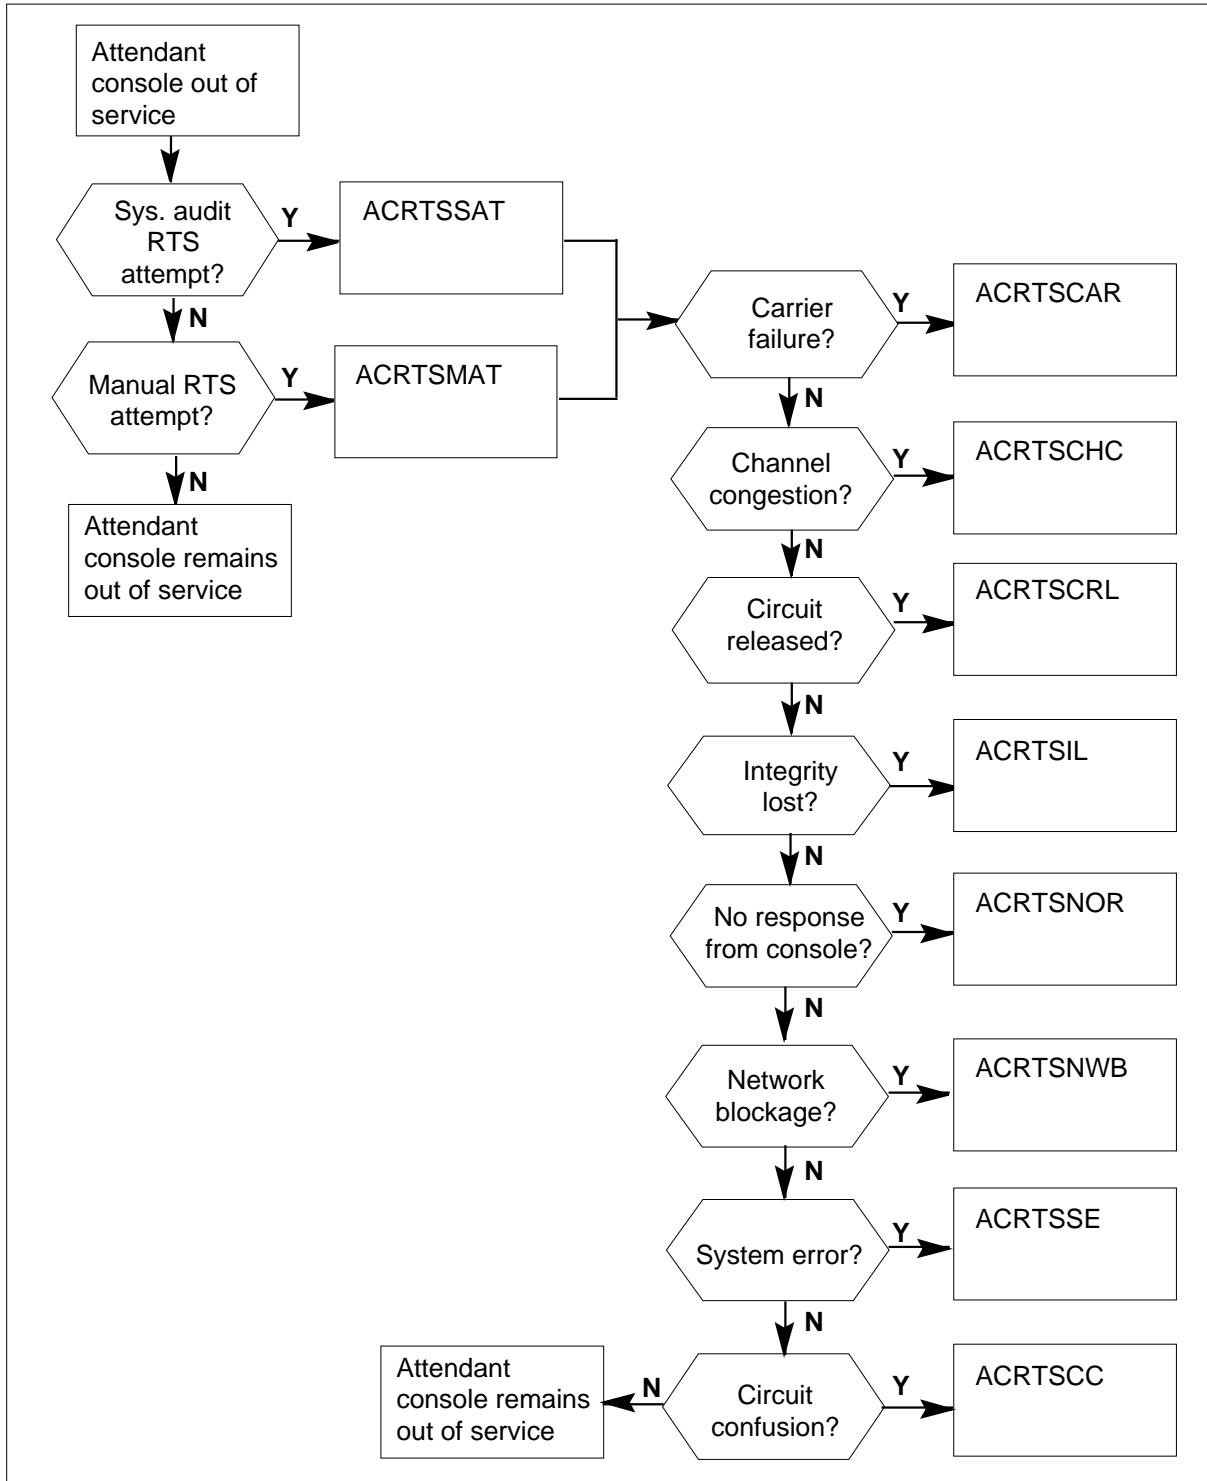 Attendant
console out of
service
Sys. audit
RTS
attempt?
Y
ACRTSSAT
N
Manual RTS
attempt?
Y
ACRTSMAT
N
Attendant
console remains
out of service
Carrier
failure?
Y
ACRTSCAR
N
Channel
congestion?
Y
ACRTSCHC
N
Circuit
released?
Y
ACRTSCRL
N
Integrity
lost?
Y
ACRTSIL
N
No response
from console?
Y
ACRTSNOR
N
Network
blockage?
Y
ACRTSNWB
N
System error?
Y
ACRTSSE
N
Circuit
confusion?
Y
ACRTSCC
N
Attendant
console remains
out of service